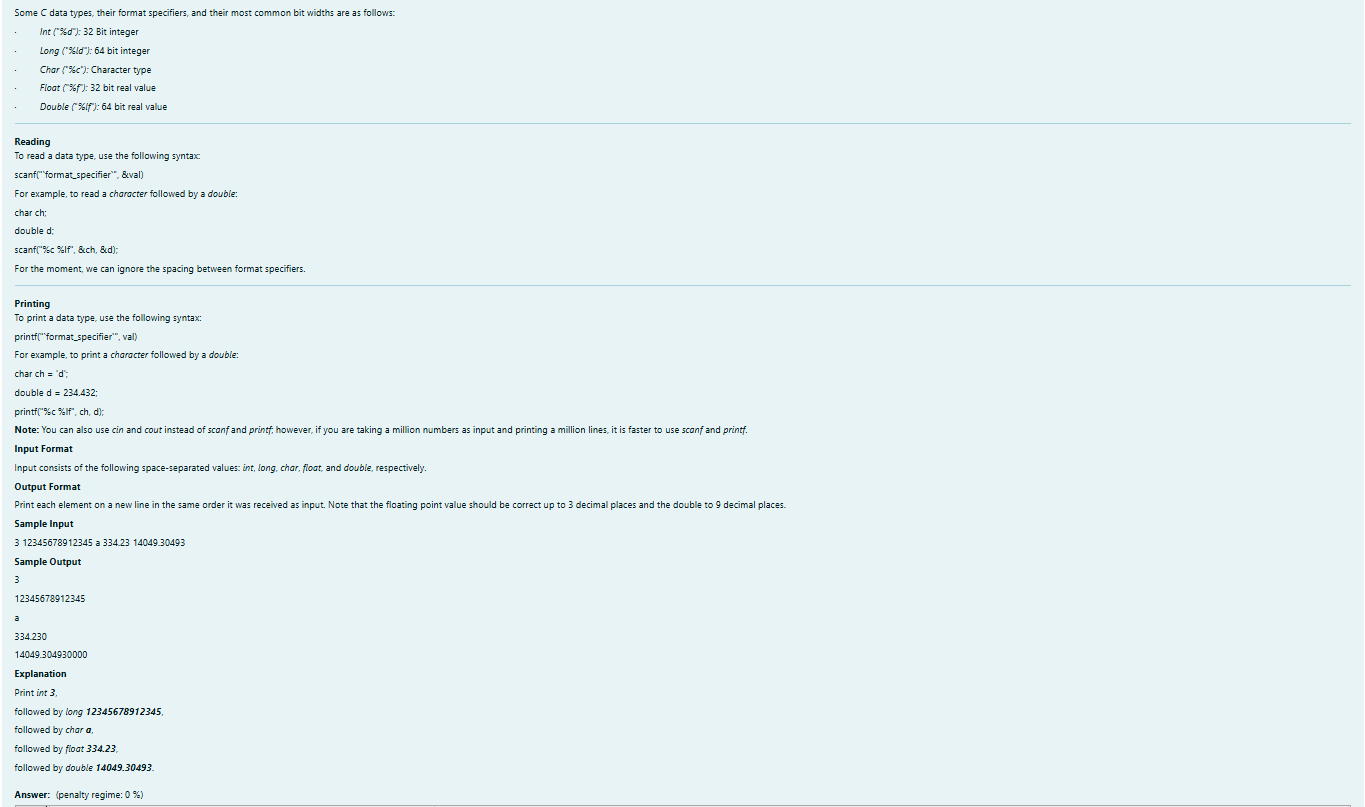 Some C data types, their format specifiers, and their most common bit widths are as follows:
· Int ("%d"): 32 Bit integer
· Long ("%ld"): 64 bit integer
· Char ("%c"): Character type
· Float ("%f"): 32 bit real value
· Double ("%lf"): 64 bit real value
Reading
To read a data type, use the following syntax:
scanf("`format_specifier`", &val)
For example, to read a character followed by a double:
char ch;
double d;
scanf("%c %lf", &ch, &d);
For the moment, we can ignore the spacing between format specifiers.
Printing
To print a data type, use the following syntax:
printf("`format_specifier`", val)
For example, to print a character followed by a double:
char ch = 'd';
double d = 234.432;
printf("%c %lf", ch, d);
Note: You can also use cin and cout instead of scanf and printf; however, if you are taking a million numbers as input and printing a million lines, it is faster to use scanf and printf.
Input Format
Input consists of the following space-separated values: int, long, char, float, and double, respectively.
Output Format
Print each element on a new line in the same order it was received as input. Note that the floating point value should be correct up to 3 decimal places and the double to 9 decimal places.
Sample Input
3 12345678912345 a 334.23 14049.30493
Sample Output
3
12345678912345
a
334.230
14049.304930000
Explanation
Print int 3,
followed by long 12345678912345,
followed by char a,
followed by float 334.23,
followed by double 14049.30493.
Answer: (penalty regime: 0 %)